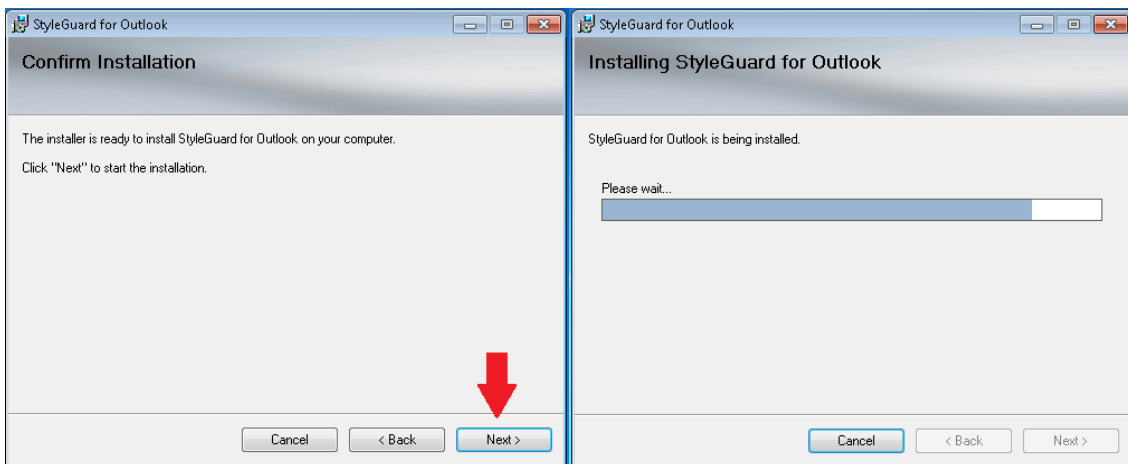 StyleGuard for Outlook
Confirm Installation
The installer is ready to install StyleGuard for Outlook on your computer.
Click "Next" to start the installation.
Cancel
< Back
Next >
StyleGuard for Outlook
Installing StyleGuard for Outlook
StyleGuard for Outlook is being installed.
Please wait...
Cancel
< Back
Next >